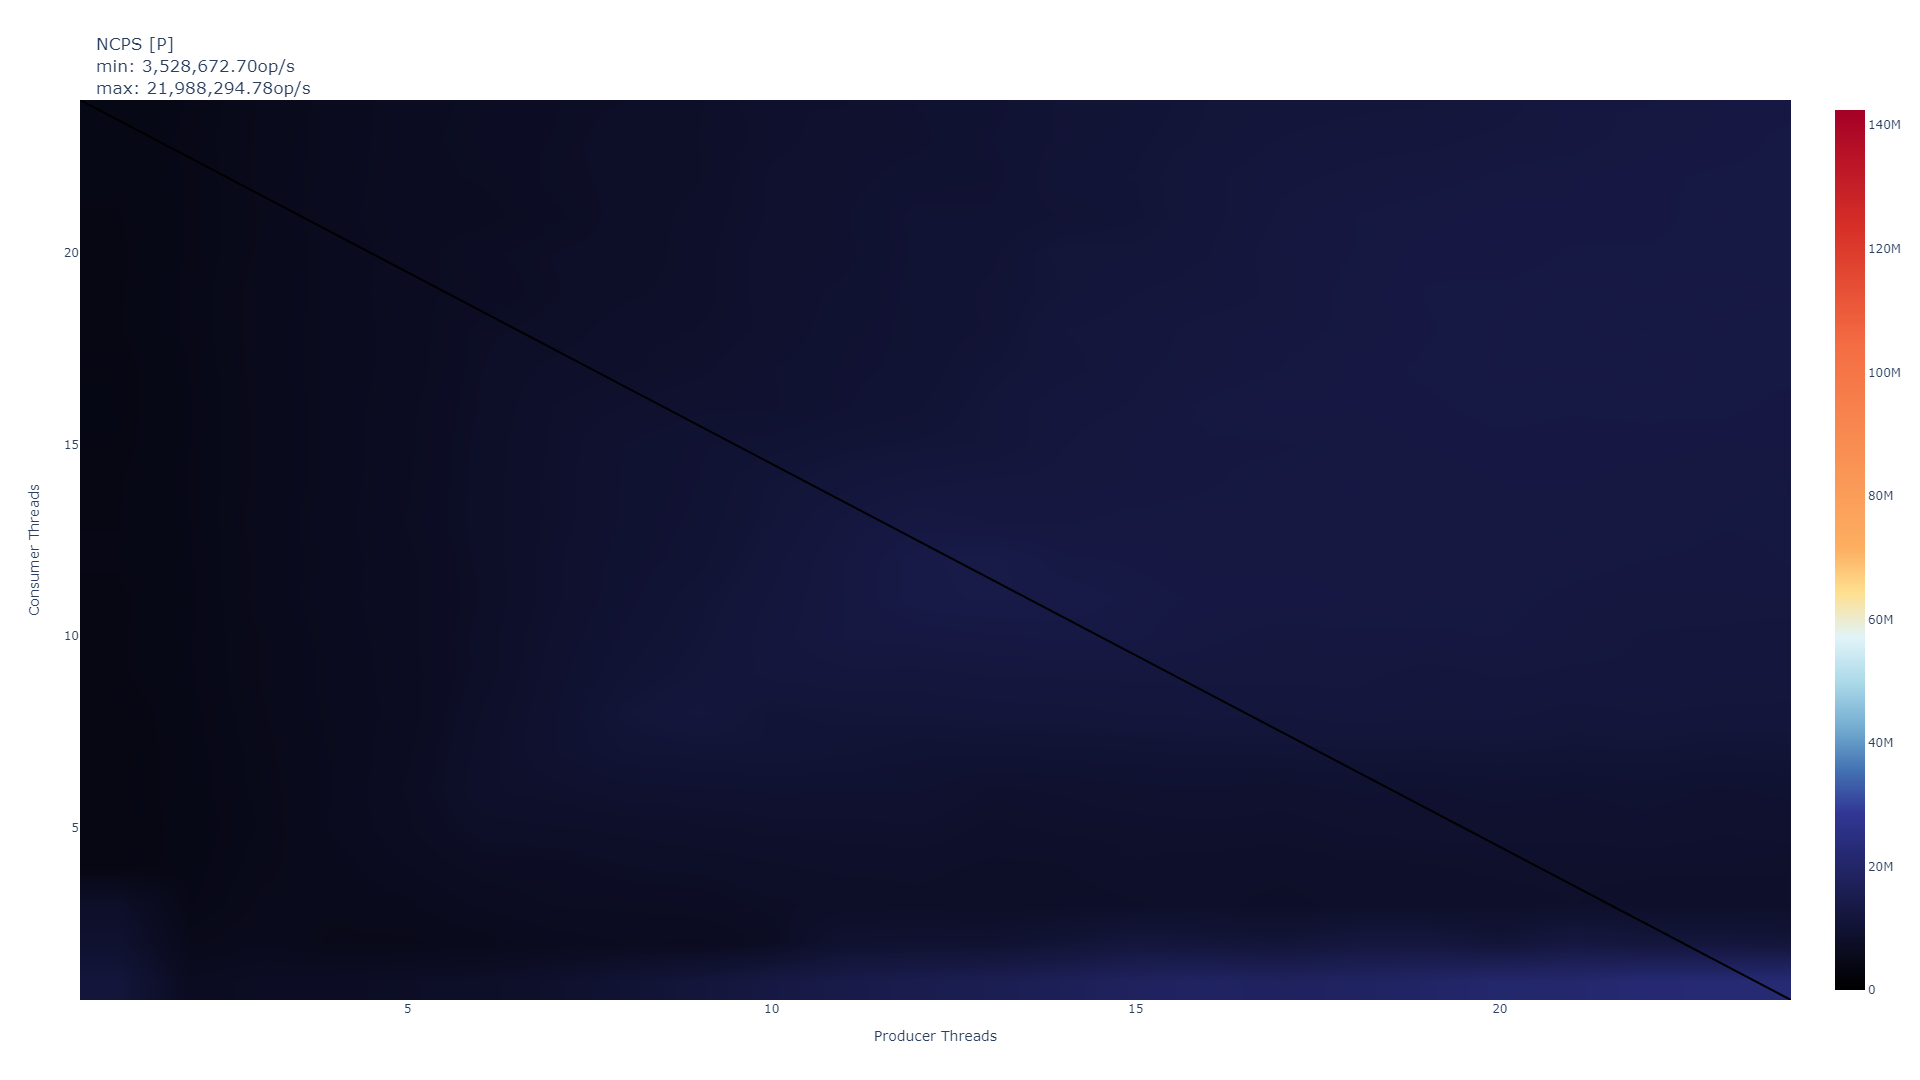 NCPS [P]
min: 3,528,672.70op/s
max: 21,988,294.78op/s
140M
120M
100M
80M
60M
40M
20M
0
20
15
10
5
Consumer Threads
5
10
15
20
Producer Threads